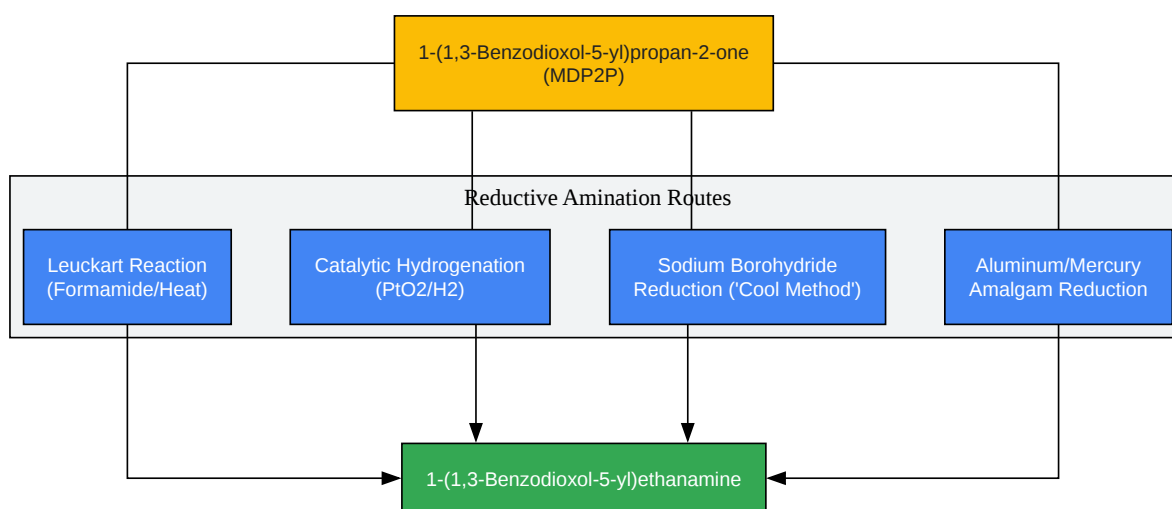 1-(1,3-Benzodioxol-5-yl)propan-2-one
(MDP2P)
Reductive Amination Routes
Leuckart Reaction
(Formamide/Heat)
Catalytic Hydrogenation
(PtO2/H2)
Sodium Borohydride
Reduction ('Cool Method')
Aluminum/Mercury
Amalgam Reduction
1-(1,3-Benzodioxol-5-yl)ethanamine